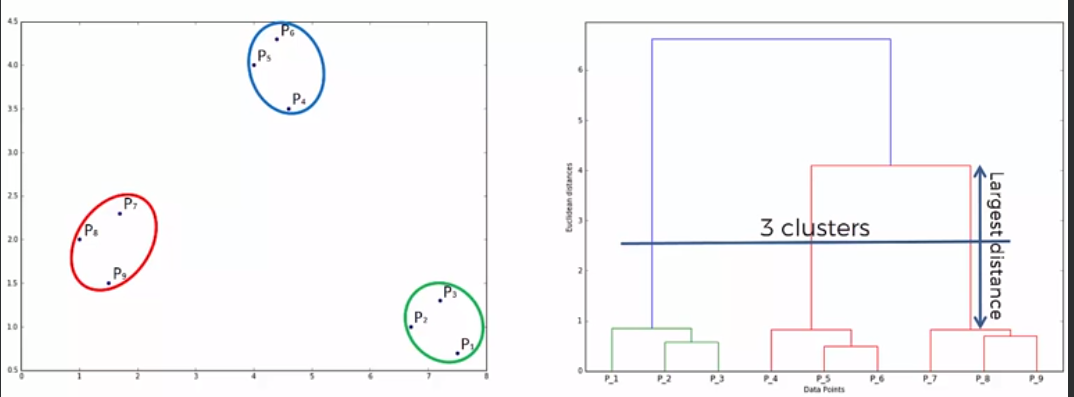 4.5
4.0
3.5
3.0
2.5
2.0
1.5
1.0
0.5
0 1 2 3 4 5 6 7 8
P6
P5
P4
P7
P8
P9
P3
P2
P1
Euclidean distances
6
5
4
3
2
1
0
3 clusters
Largest distance
P_1 P_2 P_3 P_4 P_5 P_6 P_7 P_8 P_9
Data Points